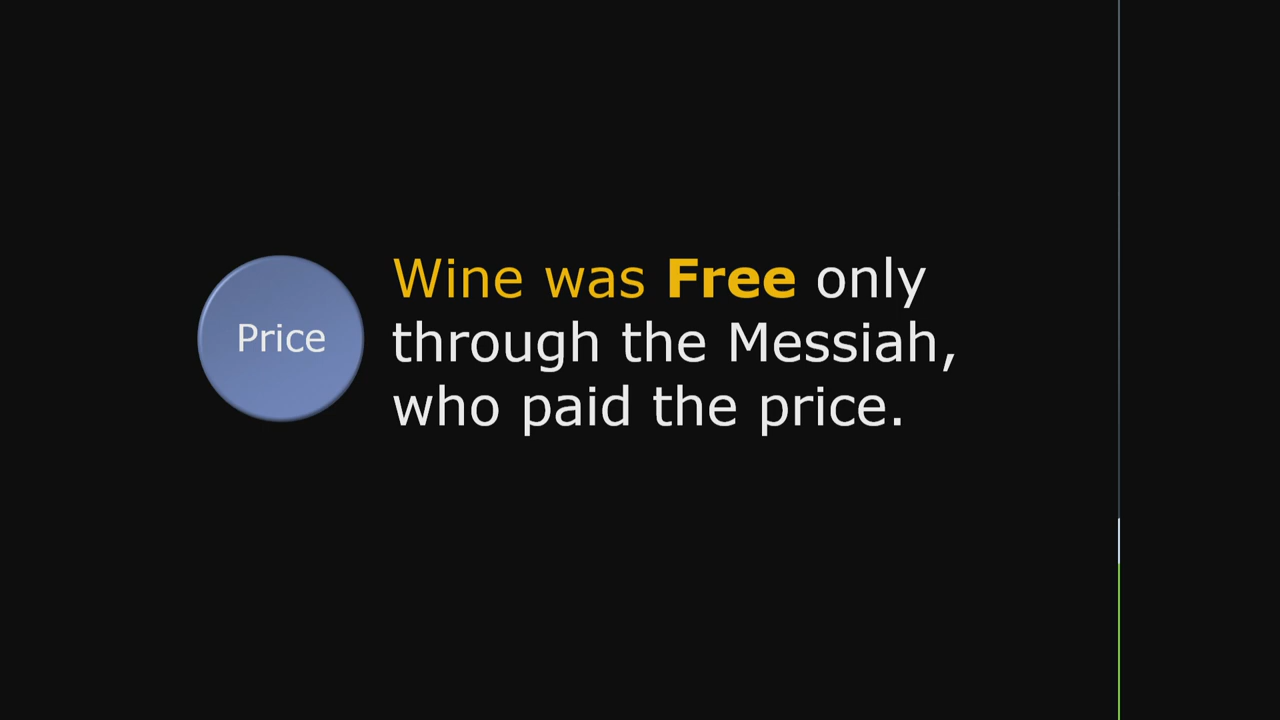 Price
Wine was Free only
through the Messiah,
who paid the price.